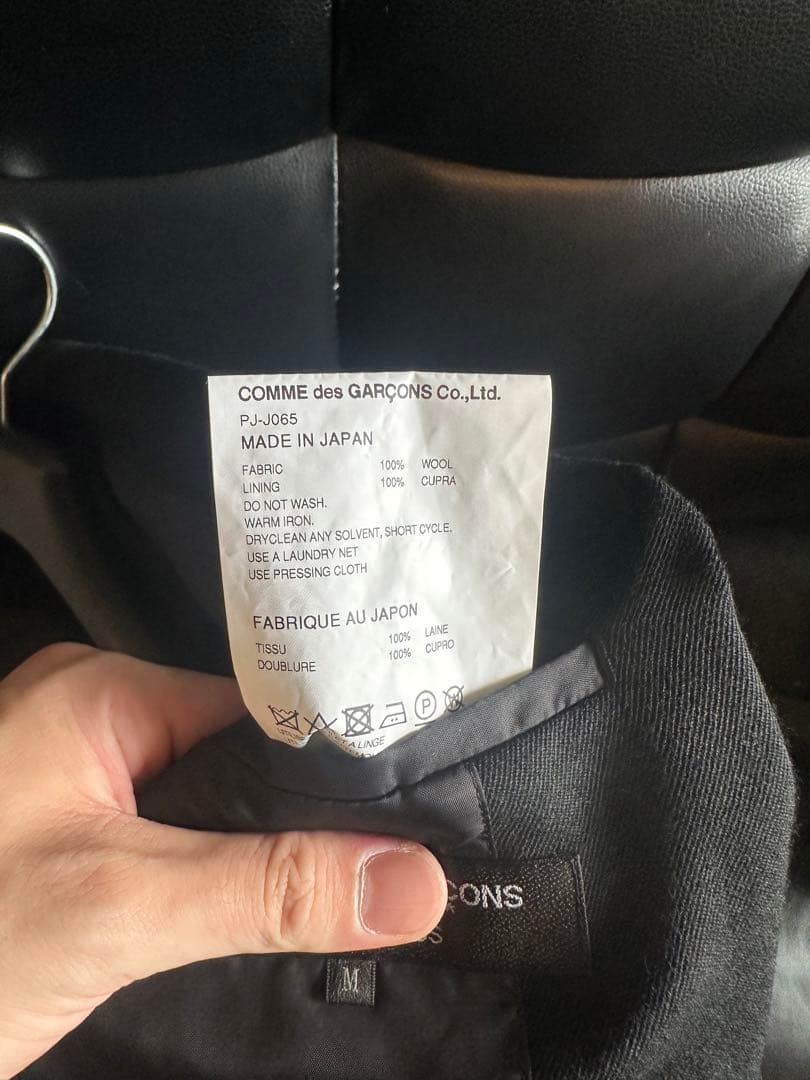 COMME des GARÇONS Co.,Ltd.
PJ-J065
MADE IN JAPAN
FABRIC 100% WOOL
LINING 100% CUPRA
DO NOT WASH.
WARM IRON.
DRYCLEAN ANY SOLVENT, SHORT CYCLE.
USE A LAUNDRY NET
USE PRESSING CLOTH
FABRIQUE AU JAPON
TISSU 100% LAINE
DOUBLURE 100% CUPRO
P
A LINGE
ÇONS
M